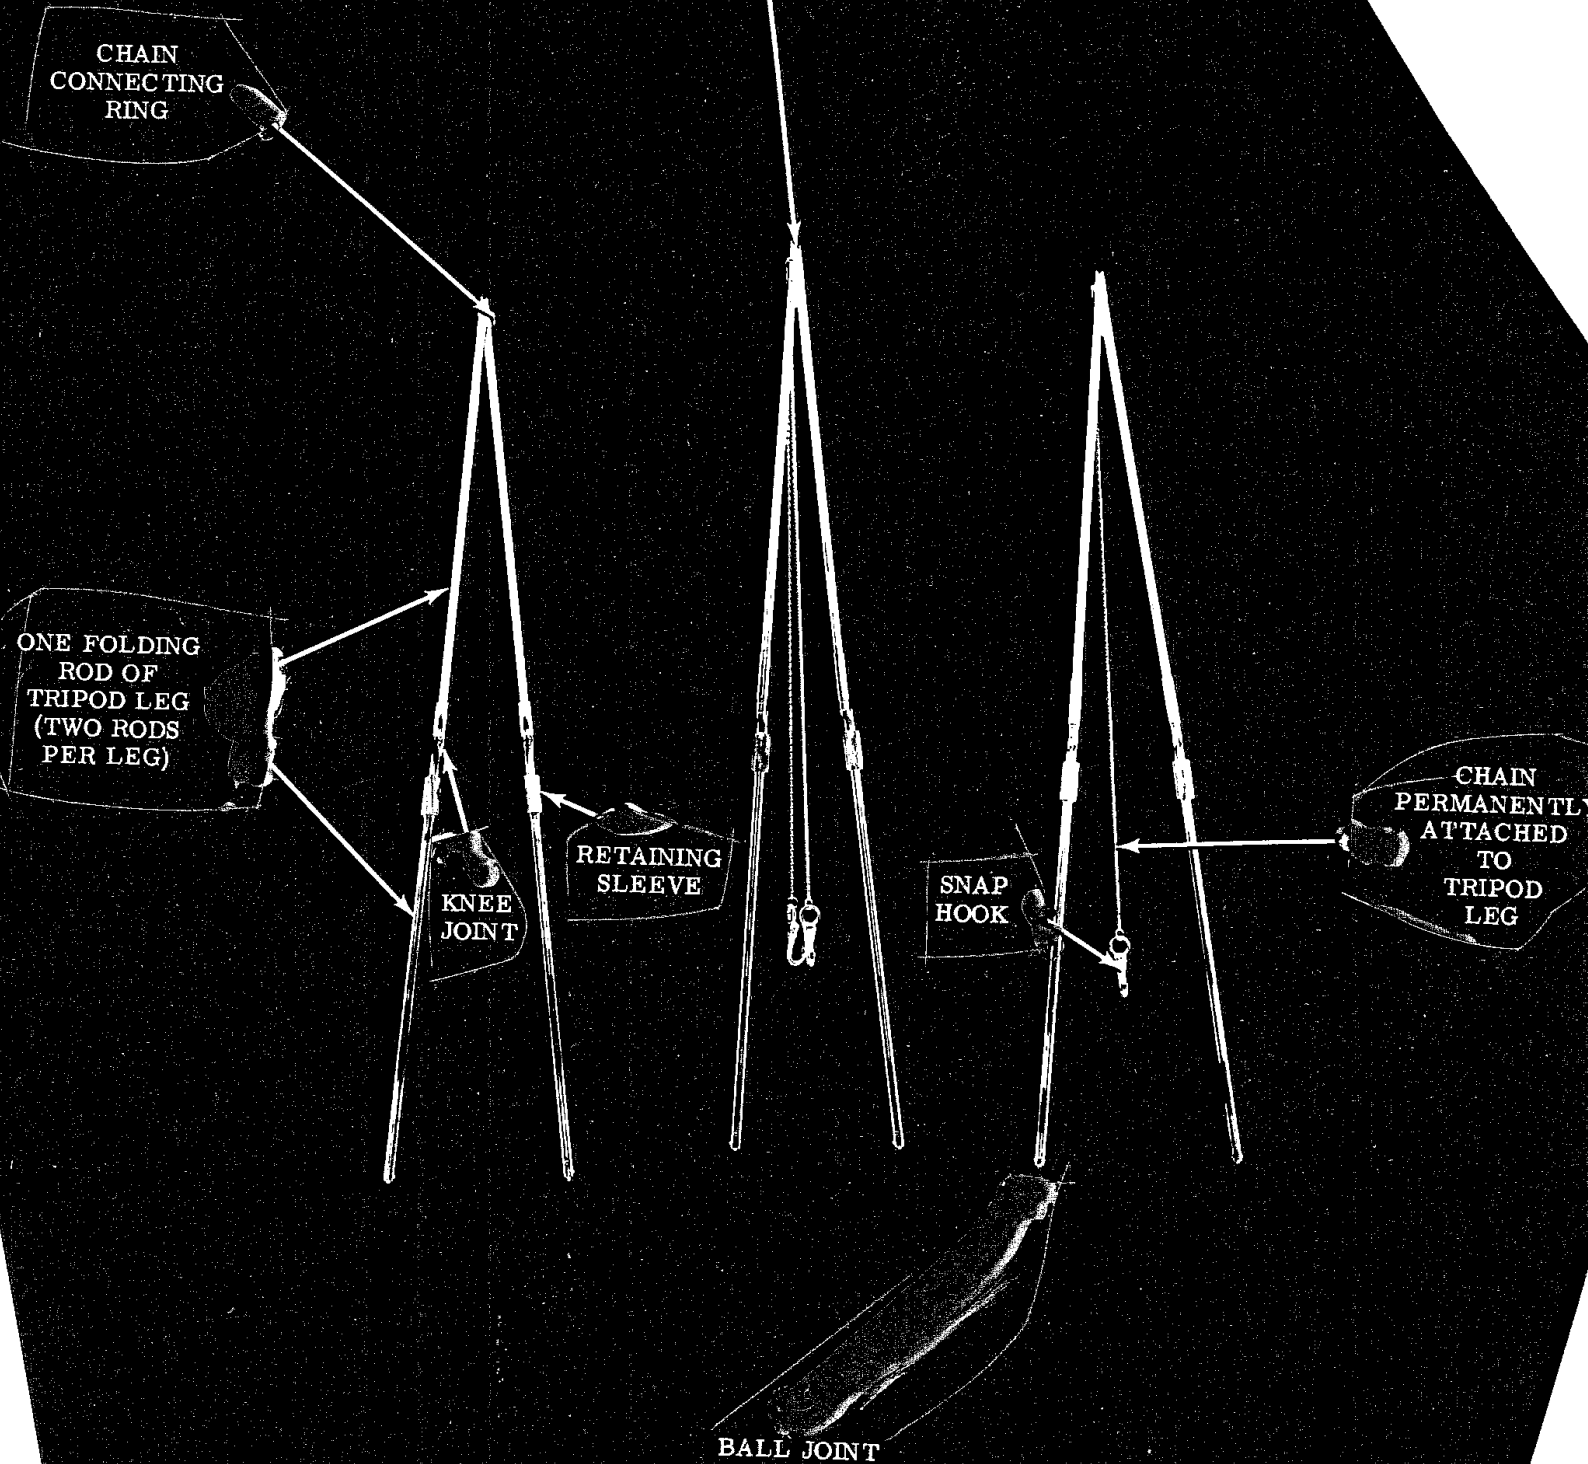 CHAIN
CONNECTING
RING
ONE FOLDING
ROD OF
TRIPOD LEG
(TWO RODS
PER LEG)
KNEE
JOINT
RETAINING
SLEEVE
SNAP
HOOK
CHAIN
PERMANENTLY
ATTACHED
TO
TRIPOD
LEG
BALL JOINT